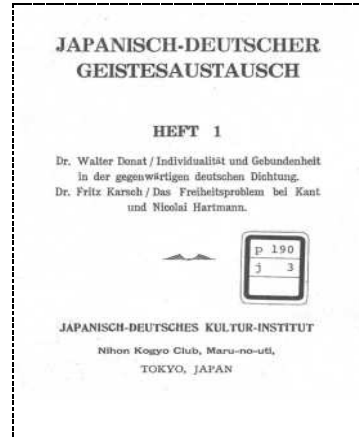 JAPANISCH-DEUTSCHER
GEISTESAUSTAUSCH
HEFT 1
Dr. Walter Donat / Individualität und Gebundenheit
in der gegenwärtigen deutschen Dichtung.
Dr. Fritz Karsch / Das Freiheitsproblem bei Kant
und Nicolai Hartmann.
p 190
j 3
JAPANISCH-DEUTSCHES KULTUR-INSTITUT
Nihon Kogyo Club, Maru-no-uti,
TOKYO, JAPAN